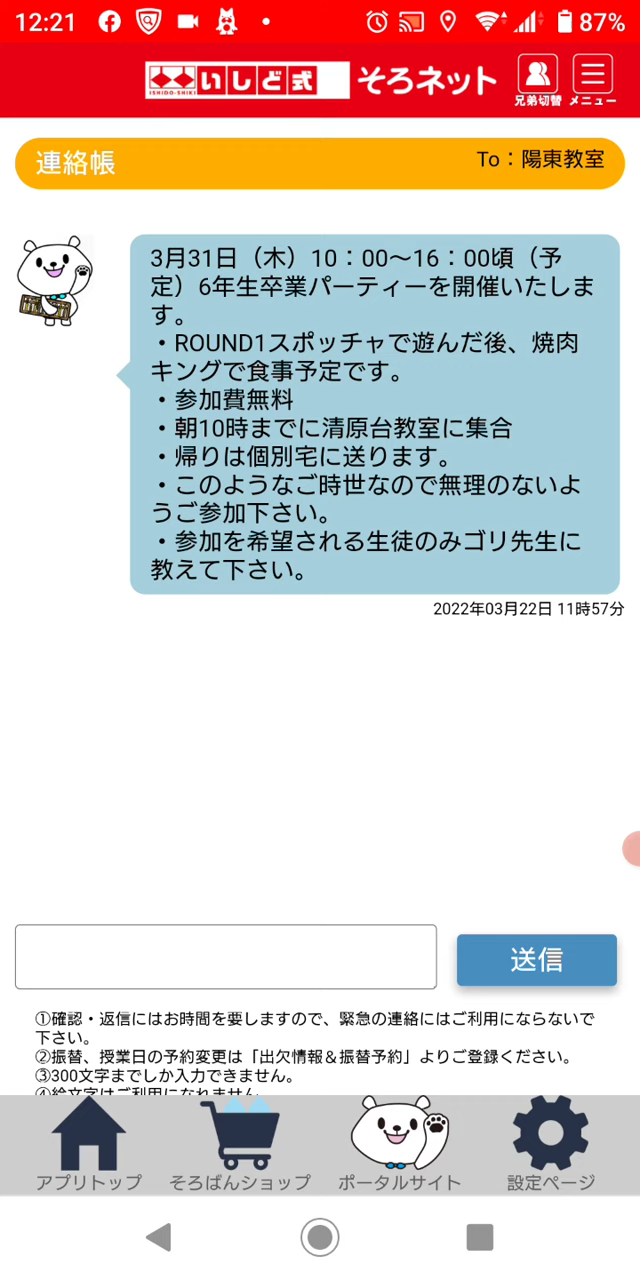 12:21
87%
いしど式
ISHIDO-SHIKI
そろネット
兄弟切替
メニュー
連絡帳
To：陽東教室
3月31日（木）10：00〜16：00頃（予
定）6年生卒業パーティーを開催いたしま
す。
・ROUND1スポッチャで遊んだ後、焼肉
キングで食事予定です。
・参加費無料
・朝10時までに清原台教室に集合
・帰りは個別宅に送ります。
・このようなご時世なので無理のないよ
うご参加下さい。
・参加を希望される生徒のみゴリ先生に
教えて下さい。
2022年03月22日 11時57分
送信
①確認・返信にはお時間を要しますので、緊急の連絡にはご利用にならないで
下さい。
②振替、授業日の予約変更は「出欠情報＆振替予約」よりご登録ください。
③300文字までしか入力できません。
④絵文字はご利用になれません
アプリトップ
そろばんショップ
ポータルサイト
設定ページ